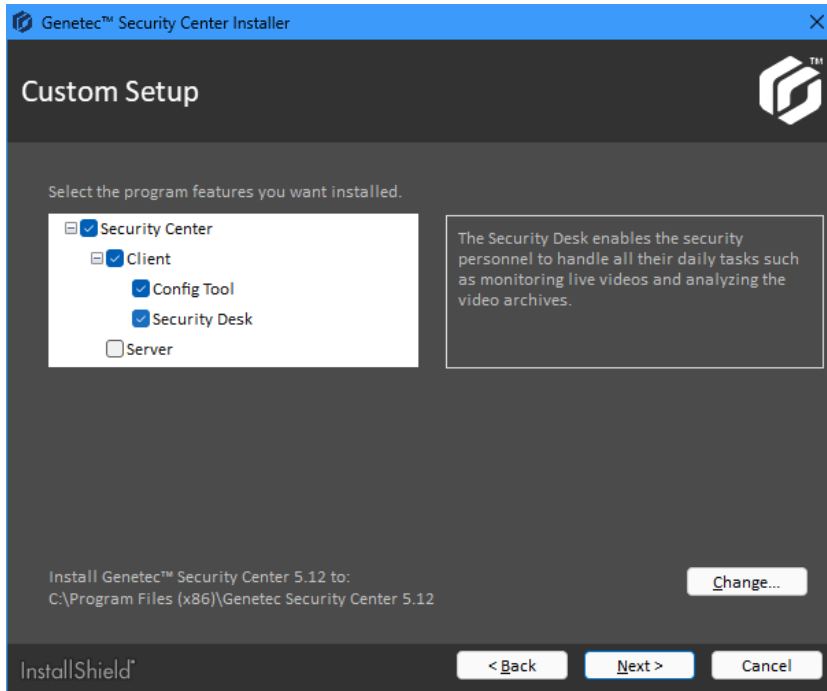 Genetec™ Security Center Installer
Custom Setup
TM
Select the program features you want installed.
Security Center
Client
Config Tool
Security Desk
Server
The Security Desk enables the security
personnel to handle all their daily tasks such
as monitoring live videos and analyzing the
video archives.
Install Genetec™ Security Center 5.12 to:
C:\Program Files (x86)\Genetec Security Center 5.12
Change...
InstallShield
< Back
Next >
Cancel